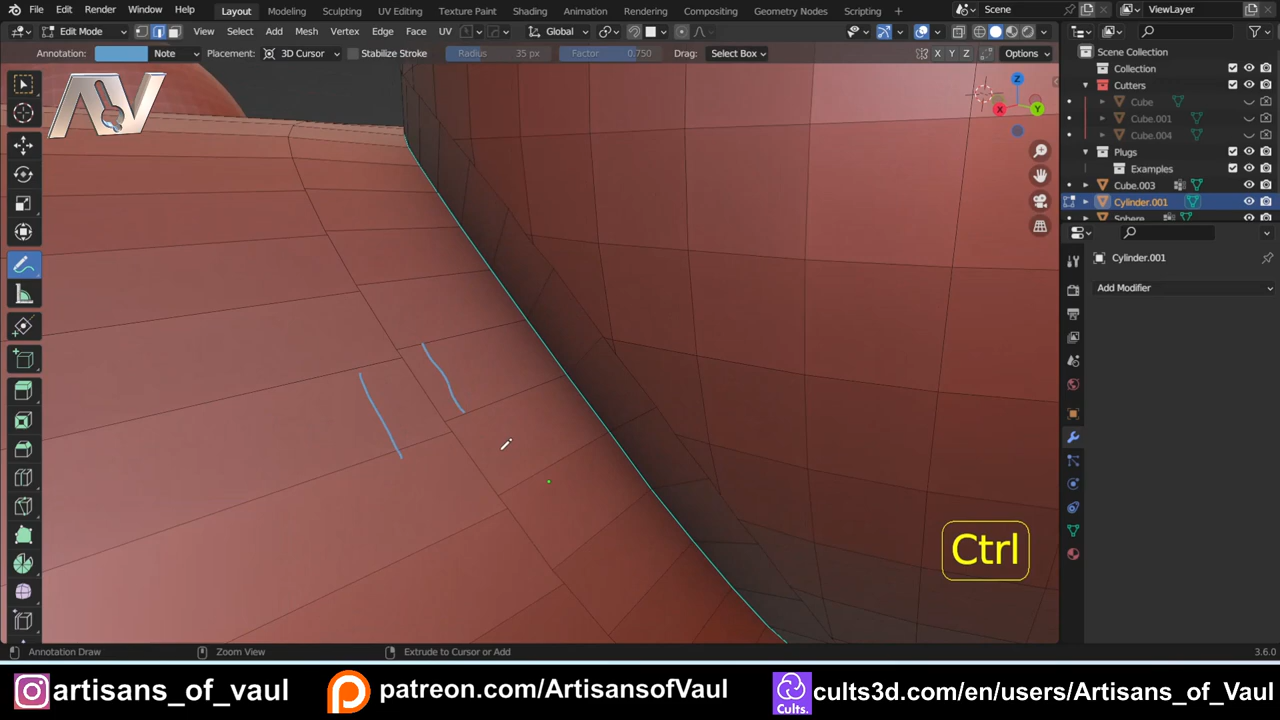 File Edit Render Window Help Layout Modeling Sculpting UV Editing Texture Paint Shading Animation Rendering Compositing Geometry Nodes Scripting + Scene ViewLayer
Edit Mode View Select Add Mesh Vertex Edge Face UV Global
Annotation: Note Placement: 3D Cursor Stabilize Stroke Radius 35 px Factor 0.750 Drag: Select Box X Y Z Options
Scene Collection
Collection
Cutters
Cube
Cube.001
Cube.004
Plugs
Examples
Cube.003
Cylinder.001
Sphere
Cylinder.001
Add Modifier
AV
Z
X Y
Ctrl
Annotation Draw Zoom View Extrude to Cursor or Add 3.6.0
artisans_of_vaul patreon.com/ArtisansofVaul Cults. cults3d.com/en/users/Artisans_of_Vaul